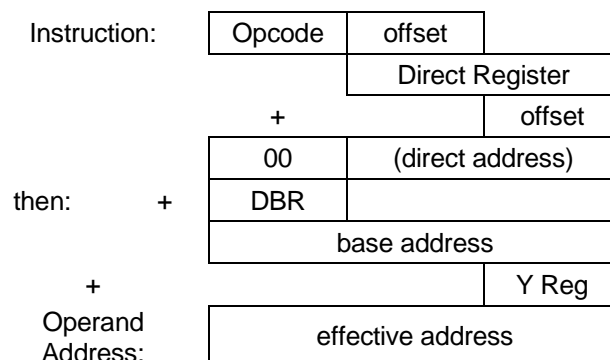 Instruction: Opcode offset
Direct Register
+ offset
00 (direct address)
then: + DBR
base address
+ Y Reg
Operand
Address: effective address